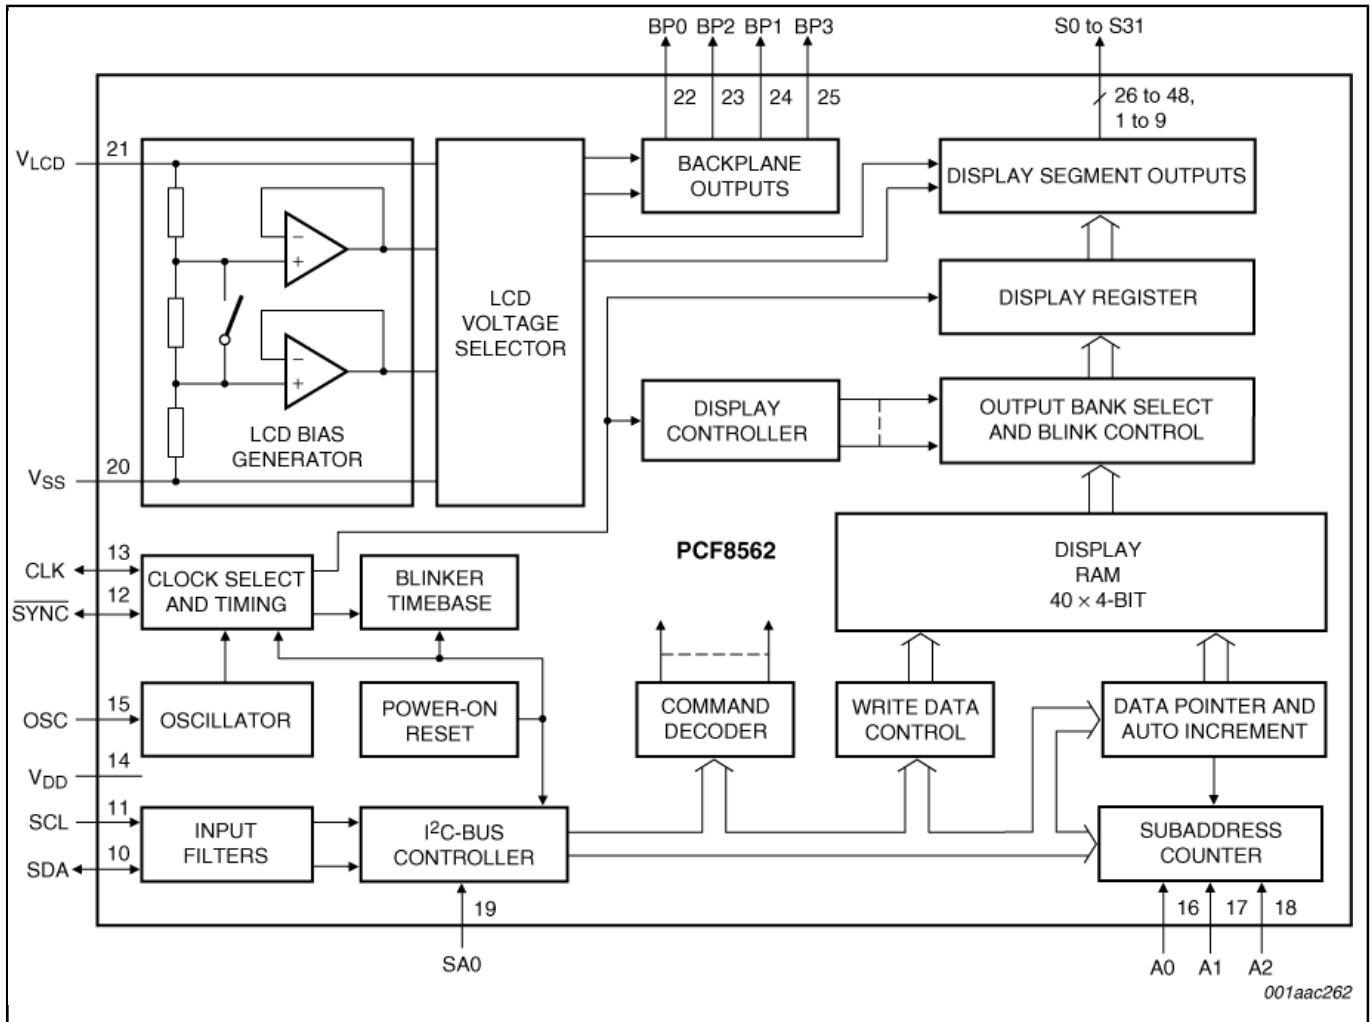 BP0 BP2 BP1 BP3
S0 to S31
22 23 24 25
26 to 48,
1 to 9
VLCD
21
BACKPLANE
OUTPUTS
DISPLAY SEGMENT OUTPUTS
−
+
LCD
VOLTAGE
SELECTOR
DISPLAY REGISTER
−
+
LCD BIAS
GENERATOR
DISPLAY
CONTROLLER
OUTPUT BANK SELECT
AND BLINK CONTROL
VSS
20
PCF8562
DISPLAY
RAM
40 × 4-BIT
CLK
13
SYNC
12
CLOCK SELECT
AND TIMING
BLINKER
TIMEBASE
OSC
15
OSCILLATOR
POWER-ON
RESET
COMMAND
DECODER
WRITE DATA
CONTROL
DATA POINTER AND
AUTO INCREMENT
VDD
14
SCL
11
SDA
10
INPUT
FILTERS
I²C-BUS
CONTROLLER
SUBADDRESS
COUNTER
19
16 17 18
SA0
A0 A1 A2
001aac262